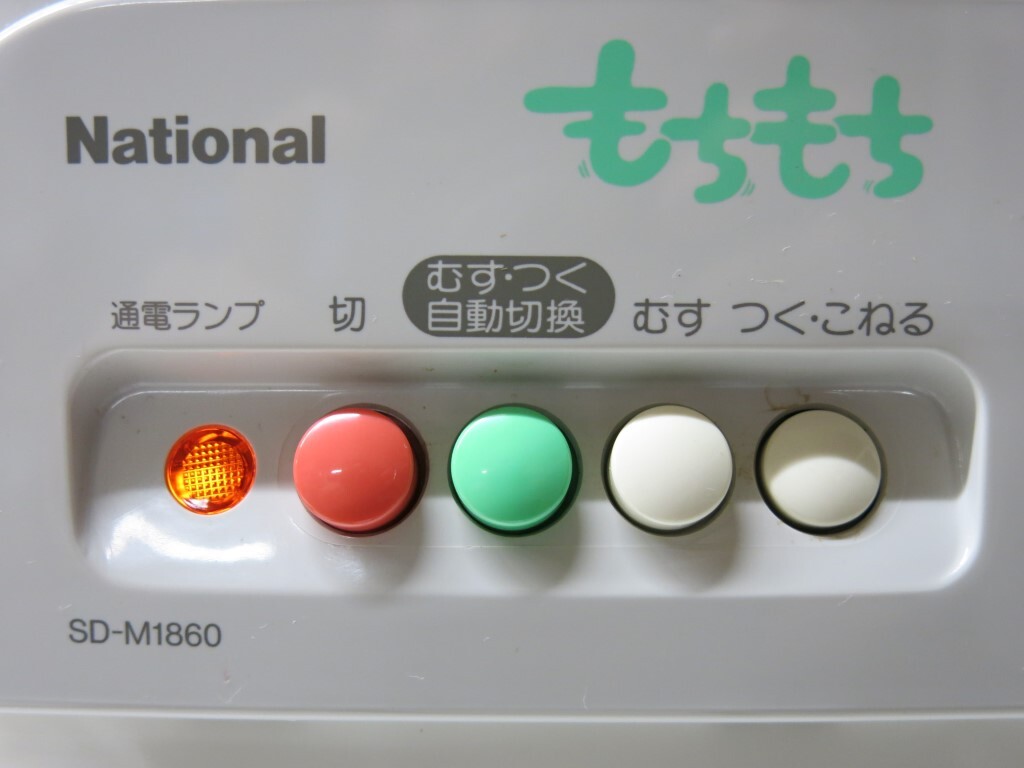 National
もちもち
通電ランプ
切
むす・つく
自動切換
むす
つく・こねる
SD-M1860